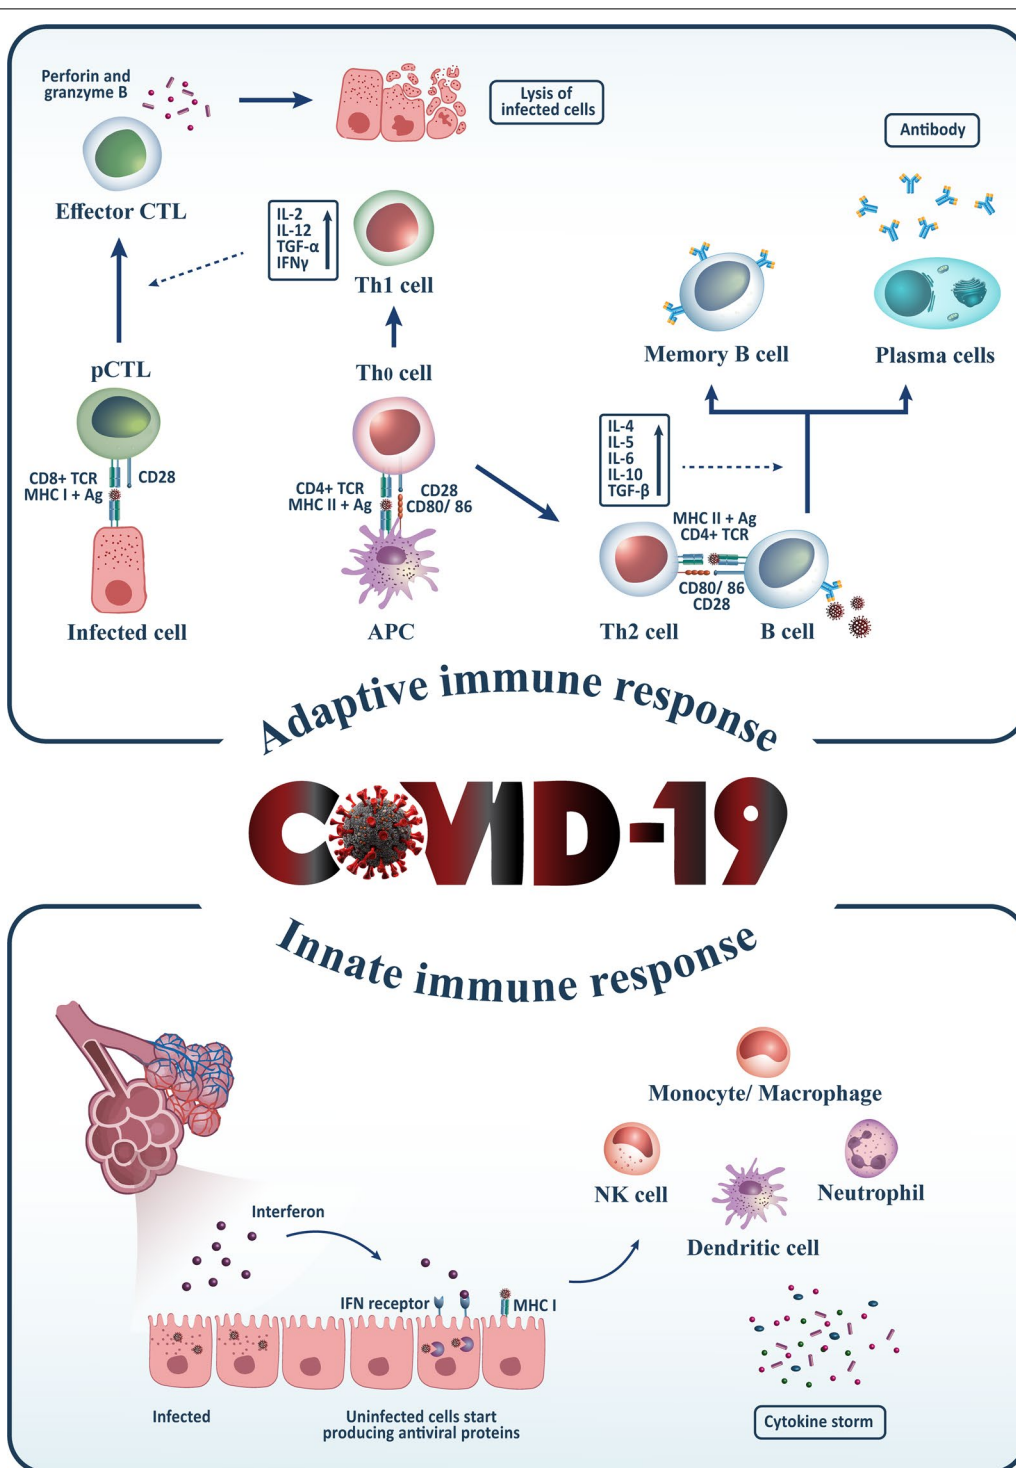 Perforin and
granzyme B
Lysis of
infected cells
Antibody
Effector CTL
IL-2
IL-12
TGF-α
IFNγ
Th1 cell
Memory B cell
Plasma cells
pCTL
Th0 cell
IL-4
IL-5
IL-6
IL-10
TGF-β
CD8+ TCR
MHC I + Ag
CD28
CD4+ TCR
MHC II + Ag
CD28
CD80/ 86
MHC II + Ag
CD4+ TCR
CD80/ 86
CD28
Infected cell
APC
Th2 cell
B cell
Adaptive immune response
COVID-19
Innate immune response
Monocyte/ Macrophage
NK cell
Neutrophil
Dendritic cell
Interferon
IFN receptor
MHC I
Infected
Uninfected cells start
producing antiviral proteins
Cytokine storm